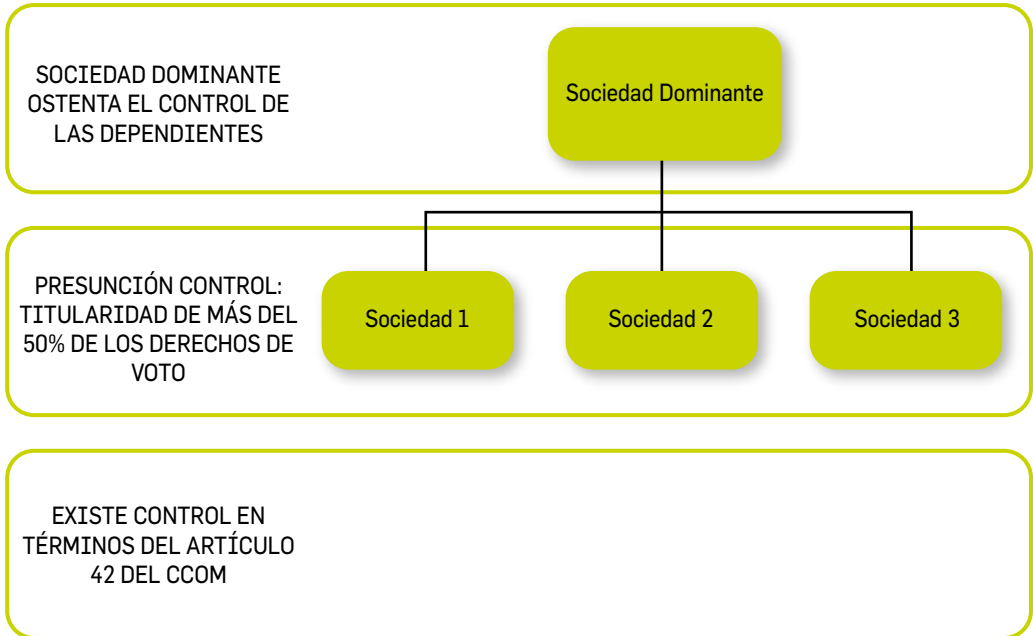 SOCIEDAD DOMINANTE
OSTENTA EL CONTROL DE
LAS DEPENDIENTES
Sociedad Dominante
PRESUNCIÓN CONTROL:
TITULARIDAD DE MÁS DEL
50% DE LOS DERECHOS DE
VOTO
Sociedad 1
Sociedad 2
Sociedad 3
EXISTE CONTROL EN
TÉRMINOS DEL ARTÍCULO
42 DEL CCOM